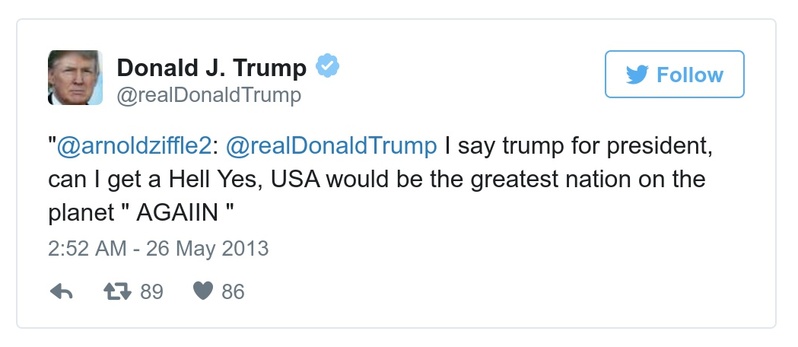 Donald J. Trump
@realDonaldTrump
Follow
"@arnoldziffle2: @realDonaldTrump I say trump for president,
can I get a Hell Yes, USA would be the greatest nation on the
planet " AGAIIN "
2:52 AM - 26 May 2013
89 86